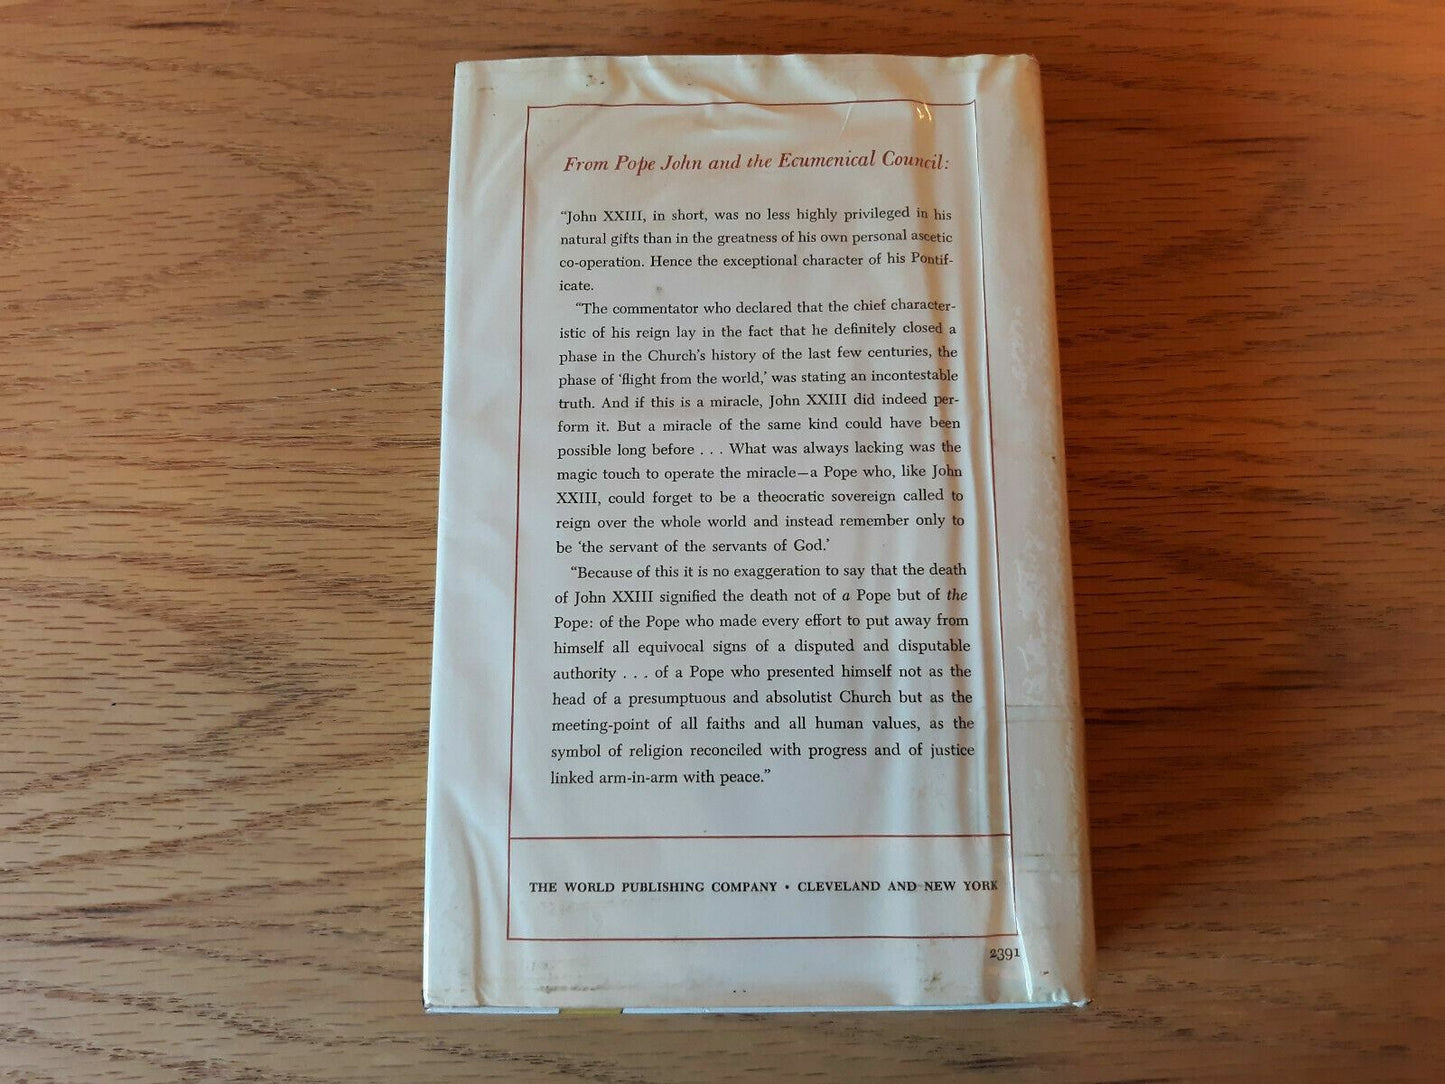 From Pope John and the Ecumenical Council:
“John XXIII, in short, was no less highly privileged in his
natural gifts than in the greatness of his own personal ascetic
co-operation. Hence the exceptional character of his Pontif-
icate.
“The commentator who declared that the chief character-
istic of his reign lay in the fact that he definitely closed a
phase in the Church’s history of the last few centuries, the
phase of ‘flight from the world,’ was stating an incontestable
truth. And if this is a miracle, John XXIII did indeed per-
form it. But a miracle of the same kind could have been
possible long before . . . What was always lacking was the
magic touch to operate the miracle—a Pope who, like John
XXIII, could forget to be a theocratic sovereign called to
reign over the whole world and instead remember only to
be ‘the servant of the servants of God.’
“Because of this it is no exaggeration to say that the death
of John XXIII signified the death not of a Pope but of the
Pope: of the Pope who made every effort to put away from
himself all equivocal signs of a disputed and disputable
authority . . . of a Pope who presented himself not as the
head of a presumptuous and absolutist Church but as the
meeting-point of all faiths and all human values, as the
symbol of religion reconciled with progress and of justice
linked arm-in-arm with peace.”
THE WORLD PUBLISHING COMPANY • CLEVELAND AND NEW YORK
2391